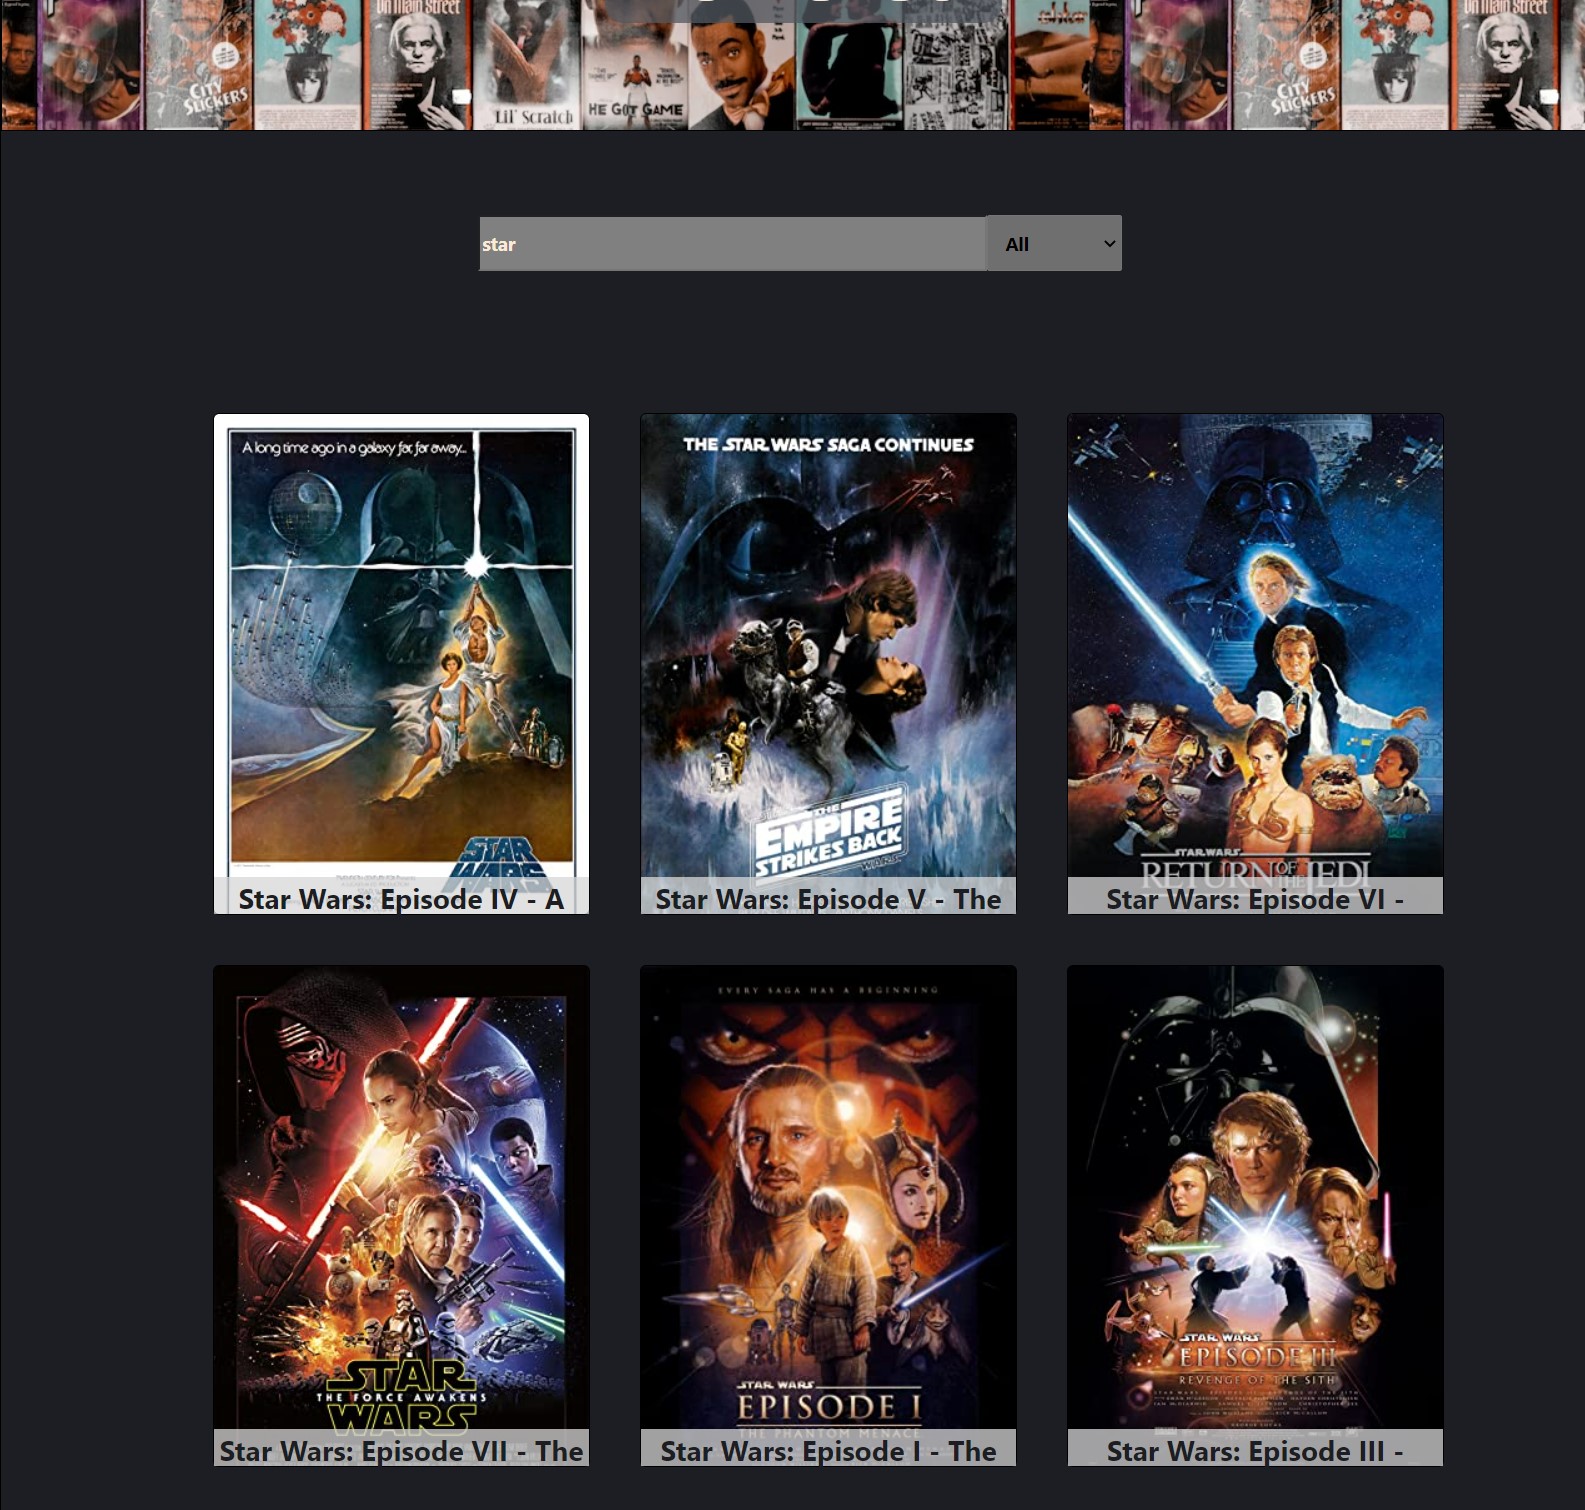 on Main Street
on Main Street
CITY
SLICKERS
'Lil' Scratch
HE GOT GAME
CITY
SLICKERS
star
All
A long time ago in a galaxy far, far away...
STAR
WARS
Star Wars: Episode IV - A
THE STAR WARS SAGA CONTINUES
THE
EMPIRE
STRIKES BACK
WARS
Star Wars: Episode V - The
STAR WARS
RETURN OF THE JEDI
Star Wars: Episode VI -
STAR
THE FORCE AWAKENS
WARS
Star Wars: Episode VII - The
EVERY SAGA HAS A BEGINNING
STAR WARS
EPISODE I
THE PHANTOM MENACE
Star Wars: Episode I - The
STAR WARS
EPISODE III
REVENGE OF THE SITH
Star Wars: Episode III -